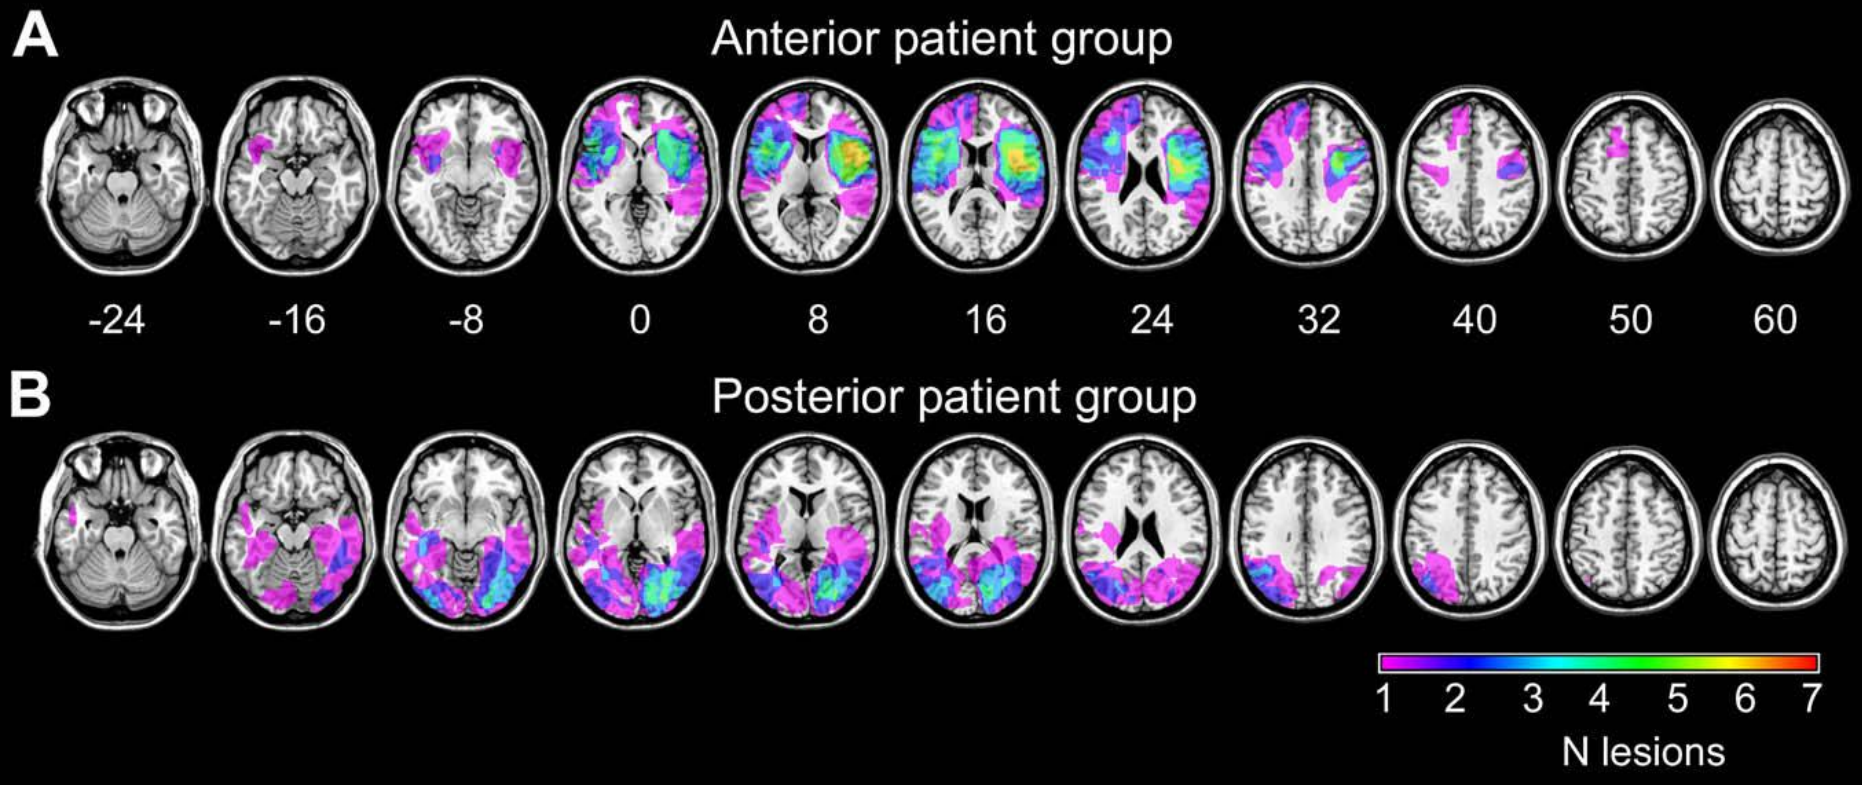 A
Anterior patient group
-24 -16 -8 0 8 16 24 32 40 50 60
B
Posterior patient group
1 2 3 4 5 6 7
N lesions